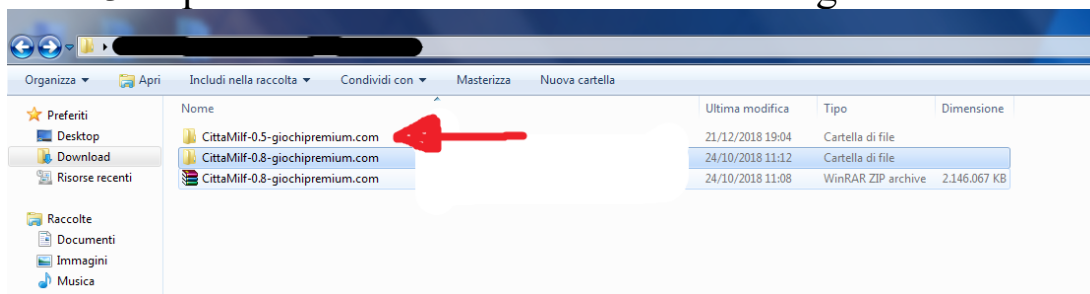 Organizza Apri Includi nella raccolta Condividi con Masterizza Nuova cartella
Preferiti
Desktop
Download
Risorse recenti
Raccolte
Documenti
Immagini
Musica
Nome Ultima modifica Tipo Dimensione
CittaMilf-0.5-giochipremium.com 21/12/2018 19:04 Cartella di file
CittaMilf-0.8-giochipremium.com 24/10/2018 11:12 Cartella di file
CittaMilf-0.8-giochipremium.com 24/10/2018 11:08 WinRAR ZIP archive 2.146.067 KB